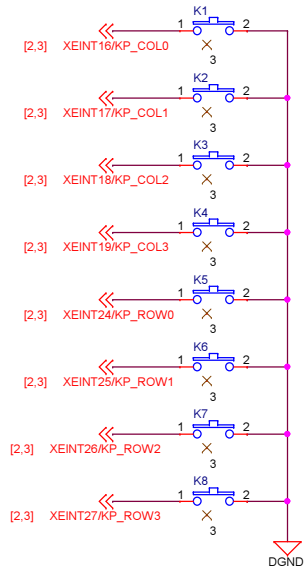 K1
1 2
[2,3] XEINT16/KP_COL0
3
K2
1 2
[2,3] XEINT17/KP_COL1
3
K3
1 2
[2,3] XEINT18/KP_COL2
3
K4
1 2
[2,3] XEINT19/KP_COL3
3
K5
1 2
[2,3] XEINT24/KP_ROW0
3
K6
1 2
[2,3] XEINT25/KP_ROW1
3
K7
1 2
[2,3] XEINT26/KP_ROW2
3
K8
1 2
[2,3] XEINT27/KP_ROW3
3
DGND